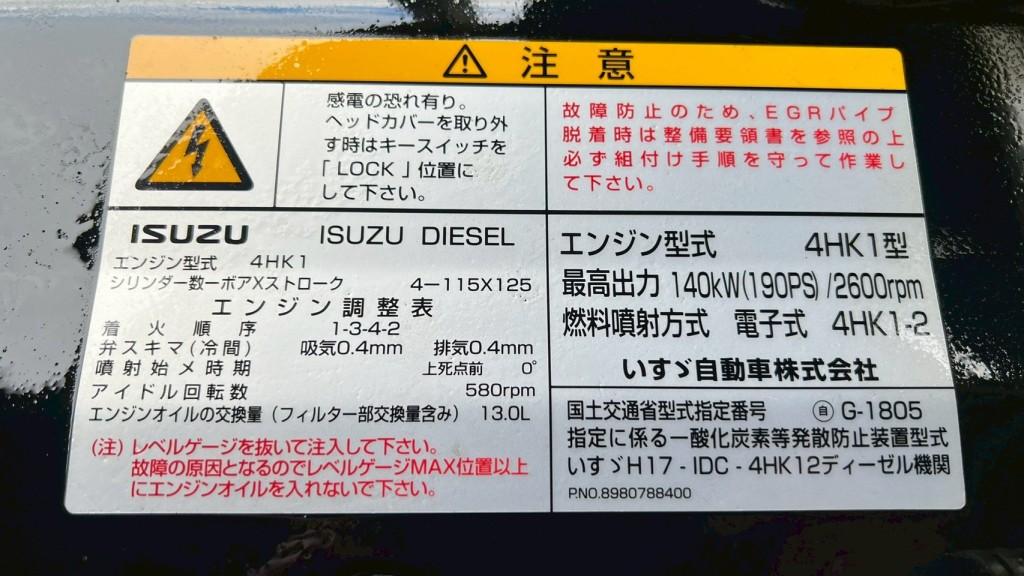 注意
感電の恐れ有り。
ヘッドカバーを取り外
す時はキースイッチを
「LOCK」位置に
して下さい。
故障防止のため、EGRパイプ
脱着時は整備要領書を参照の上
必ず組付け手順を守って作業し
て下さい。
ISUZU ISUZU DIESEL
エンジン型式 4HK1
シリンダー数ーボアXストローク 4ー115X125
エンジン調整表
着火順序 1-3-4-2
弁スキマ(冷間) 吸気0.4mm 排気0.4mm
噴射始メ時期 上死点前 0°
アイドル回転数 580rpm
エンジンオイルの交換量(フィルター部交換量含み) 13.0L
(注)レベルゲージを抜いて注入して下さい。
故障の原因となるのでレベルゲージMAX位置以上
にエンジンオイルを入れないで下さい。
エンジン型式 4HK1型
最高出力 140kW(190PS)/2600rpm
燃料噴射方式 電子式 4HK1-2
いすゞ自動車株式会社
国土交通省型式指定番号 ㊀自 G-1805
指定に係る一酸化炭素等発散防止装置型式
いすゞH17-IDC-4HK12ディーゼル機関
P.NO.8980788400